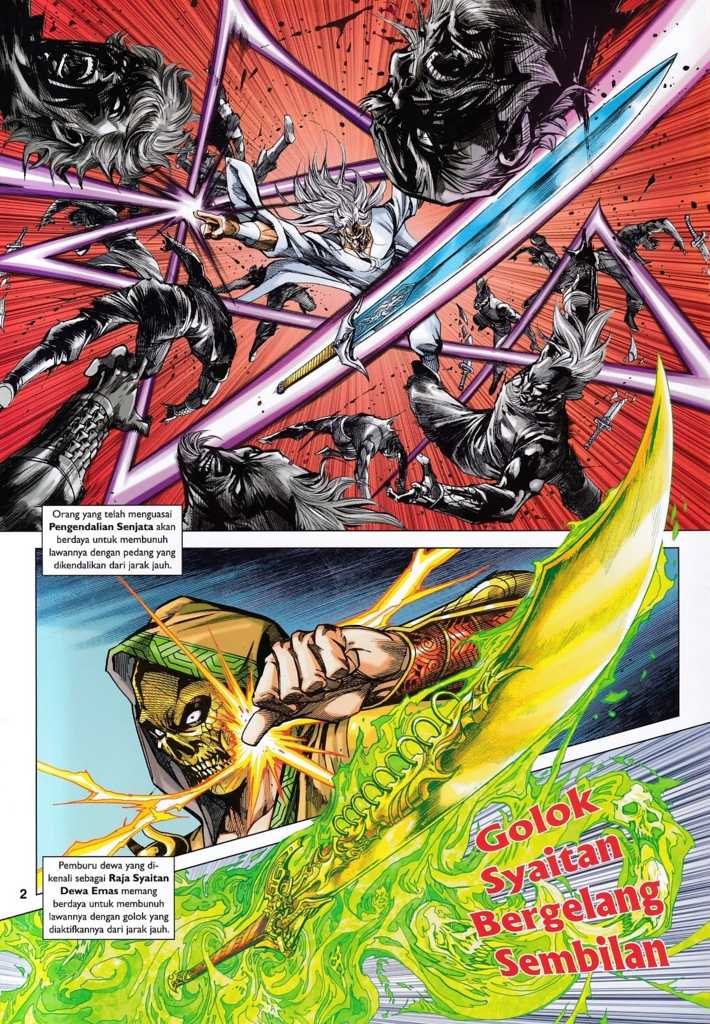 Orang yang telah menguasai
Pengendalian Senjata akan
berdaya untuk membunuh
lawannya dengan pedang yang
dikendalikan dari jarak jauh.
Pemburu dewa yang di-
kenali sebagai Raja Syaitan
Dewa Emas memang
berdaya untuk membunuh
lawannya dengan golok yang
diaktifkannya dari jarak jauh.
2
Golok
Syaitan
Bergelang
Sembilan